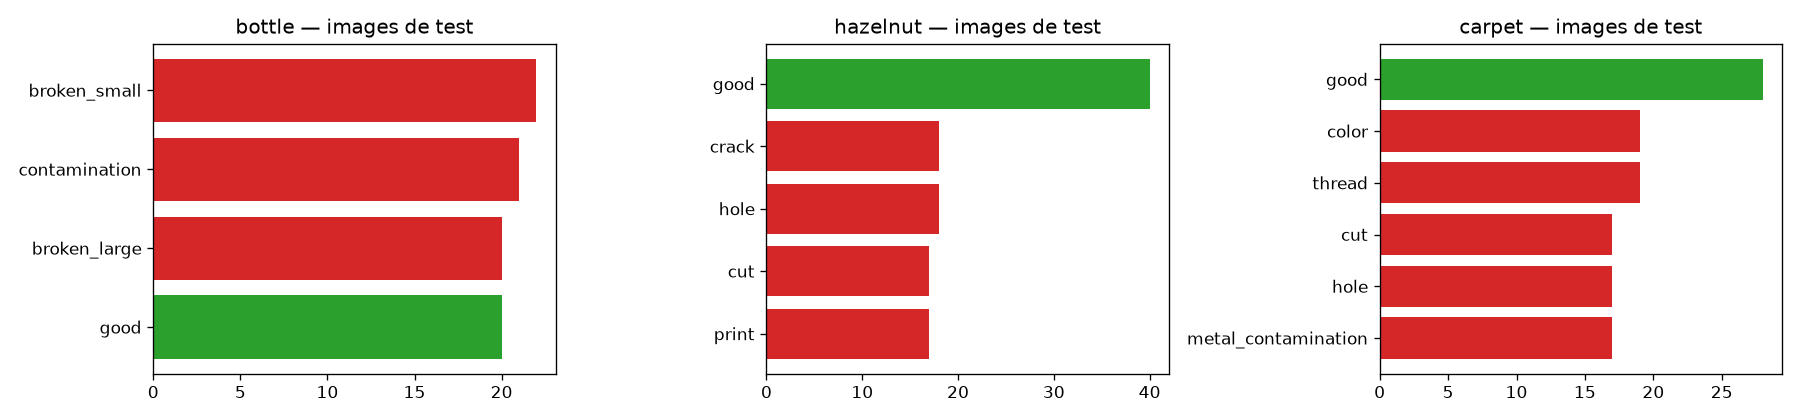 bottle — images de test
broken_small
contamination
broken_large
good
0 5 10 15 20
hazelnut — images de test
good
crack
hole
cut
print
0 10 20 30 40
carpet — images de test
good
color
thread
cut
hole
metal_contamination
0 5 10 15 20 25